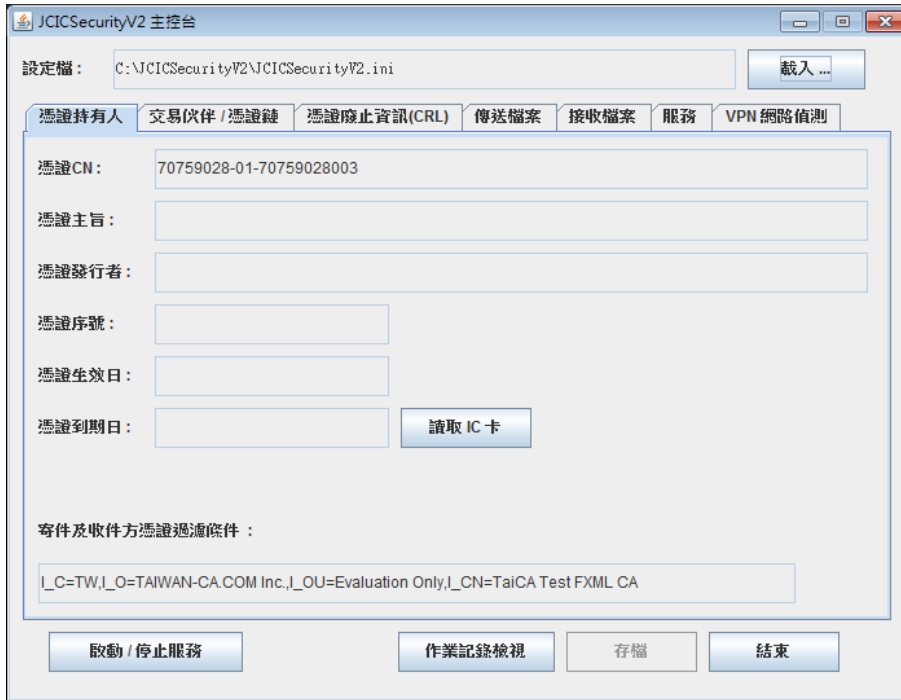 JCICSecurityV2 主控台
設定檔： C:\JCICSecurityV2\JCICSecurityV2.ini 載入 ...
憑證持有人 交易伙伴 / 憑證鏈 憑證廢止資訊(CRL) 傳送檔案 接收檔案 服務 VPN 網路偵測
憑證CN： 70759028-01-70759028003
憑證主旨：
憑證發行者：
憑證序號：
憑證生效日：
憑證到期日： 讀取 IC 卡
寄件及收件方憑證過濾條件 ：
I_C=TW,I_O=TAIWAN-CA.COM Inc.,I_OU=Evaluation Only,I_CN=TaiCA Test FXML CA
啟動 / 停止服務 作業記錄檢視 存檔 結束